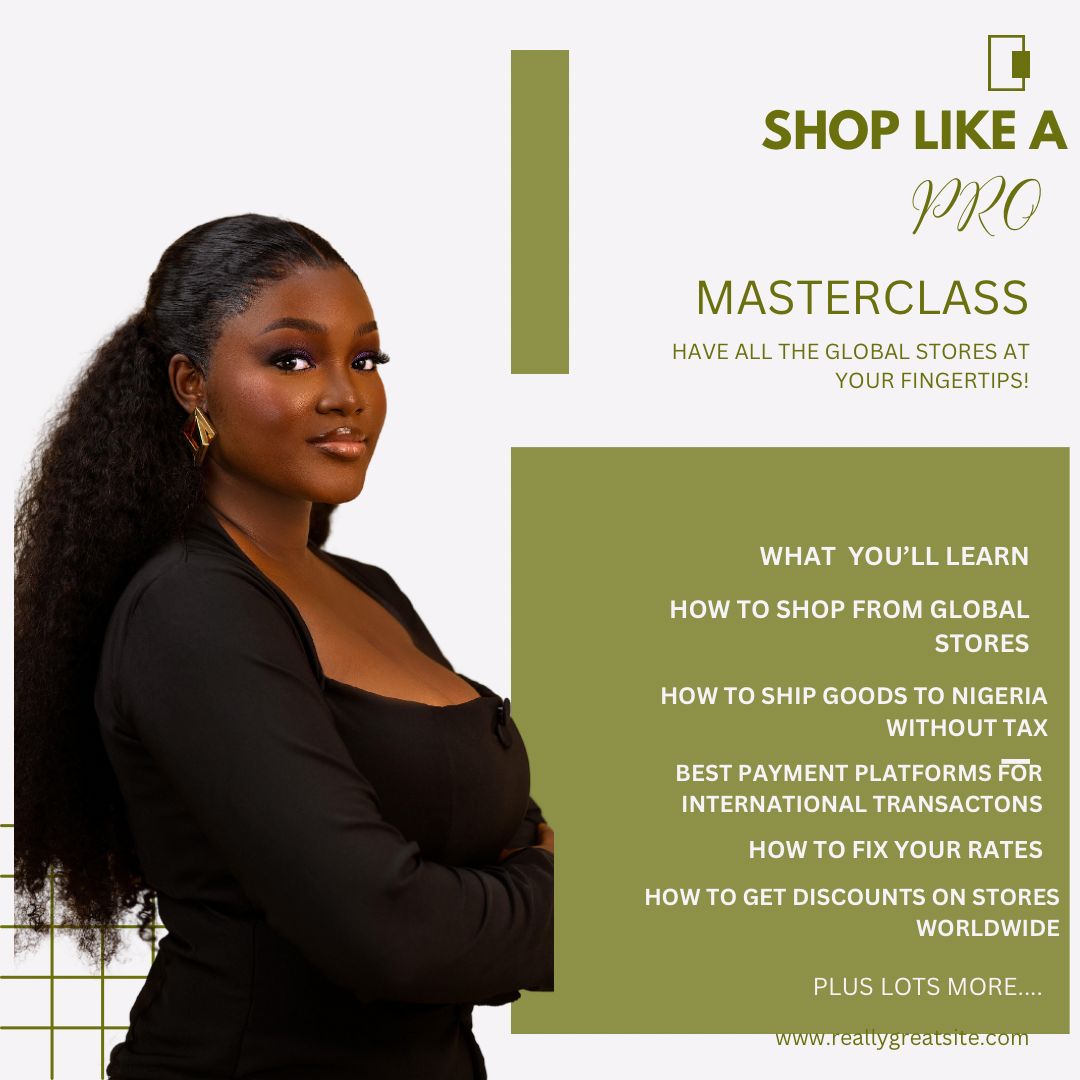 SHOP LIKE A
PRO
MASTERCLASS
HAVE ALL THE GLOBAL STORES AT
YOUR FINGERTIPS!
WHAT  YOU’LL LEARN
HOW TO SHOP FROM GLOBAL
STORES
HOW TO SHIP GOODS TO NIGERIA
WITHOUT TAX
BEST PAYMENT PLATFORMS FOR
INTERNATIONAL TRANSACTONS
HOW TO FIX YOUR RATES
HOW TO GET DISCOUNTS ON STORES
WORLDWIDE
PLUS LOTS MORE....
www.reallygreatsite.com